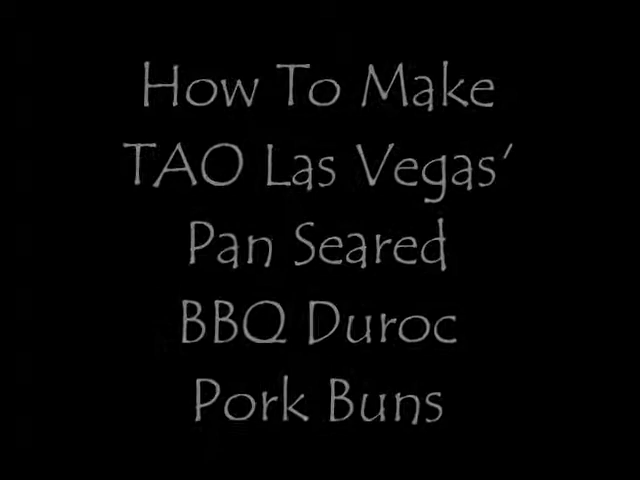 How To Make
TAO Las Vegas'
Pan Seared
BBQ Duroc
Pork Buns